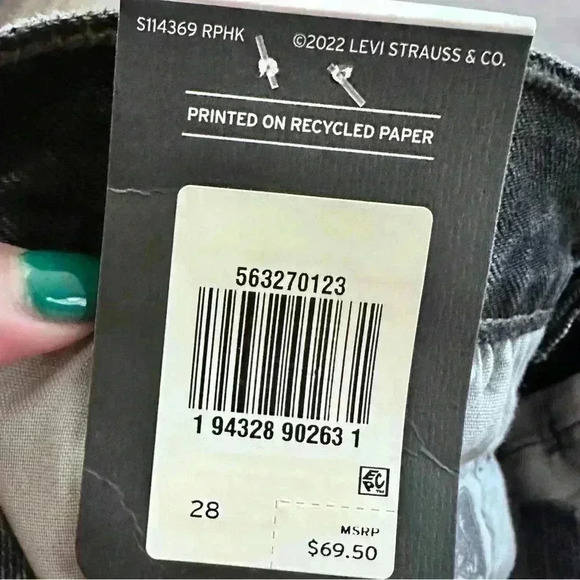 S114369 RPHK
©2022 LEVI STRAUSS & CO.
PRINTED ON RECYCLED PAPER
563270123
1 94328 90263 1
28
MSRP
$69.50